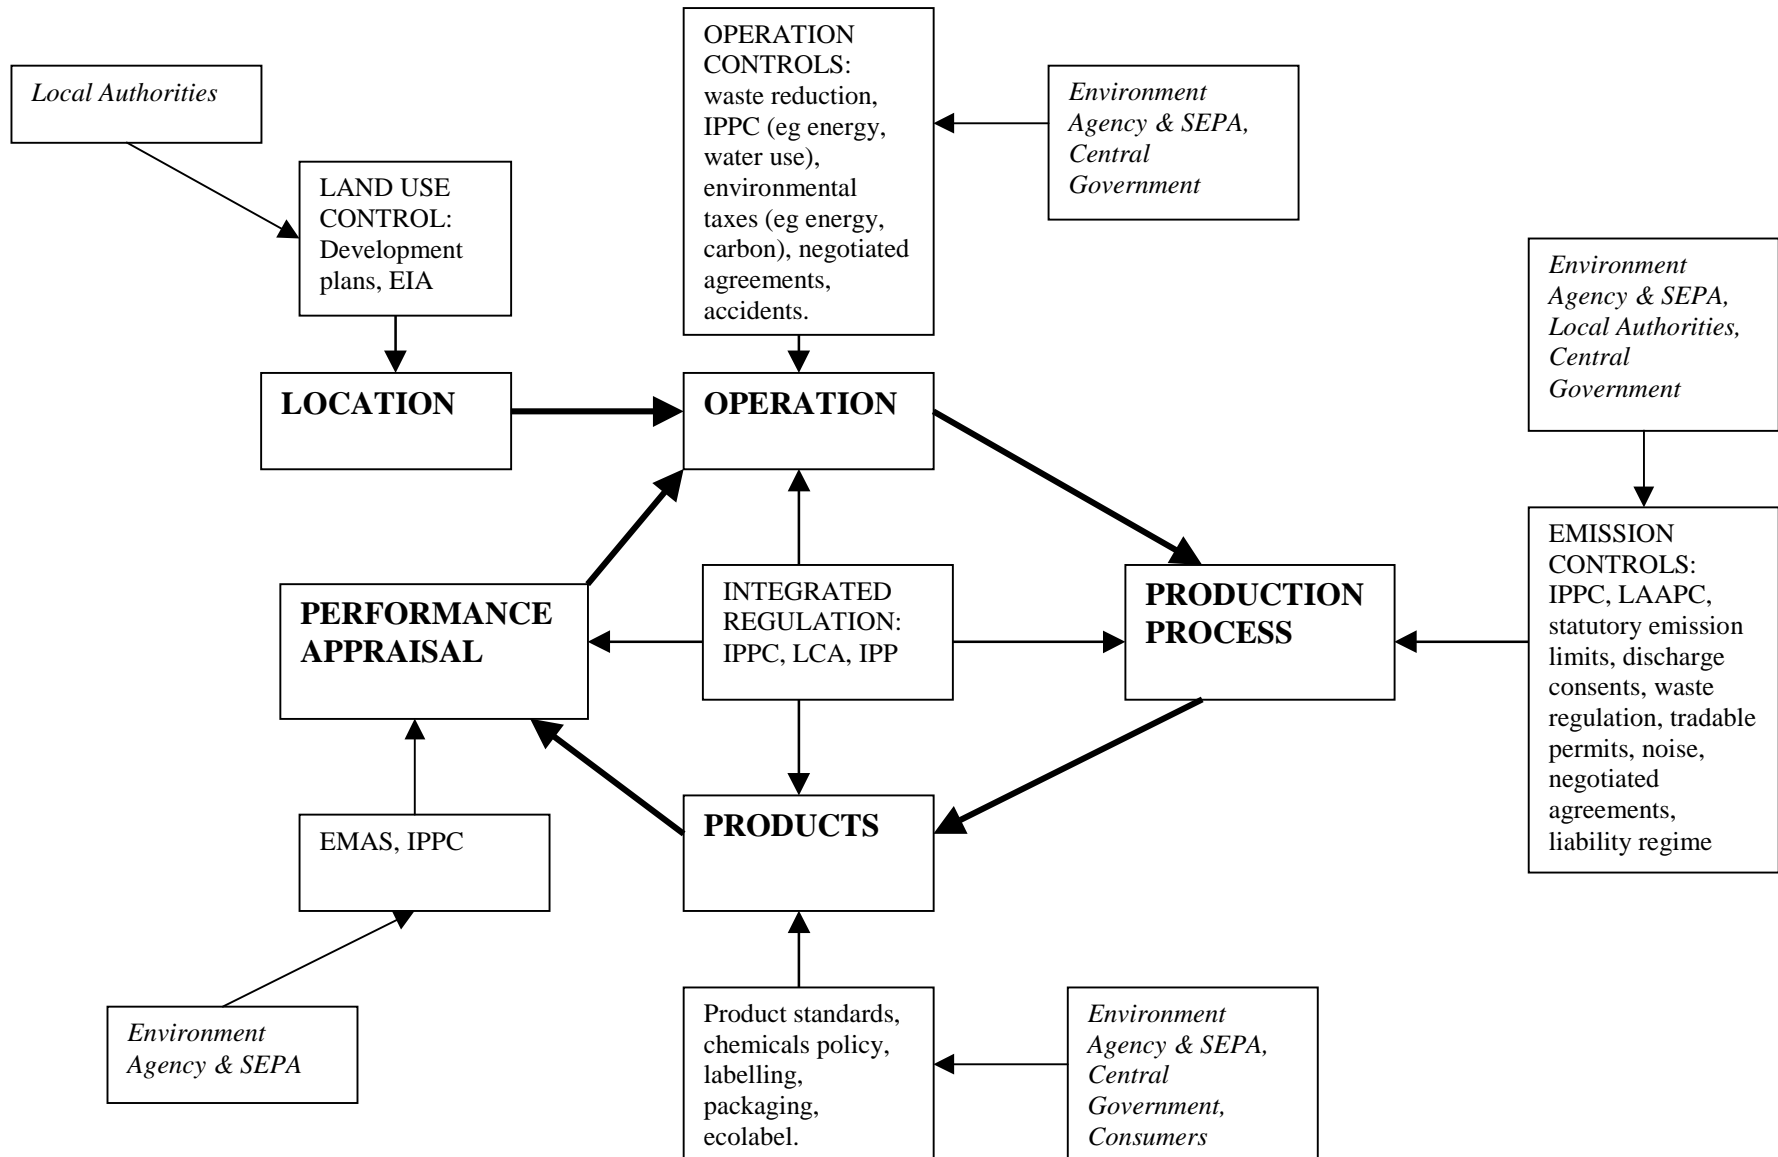 OPERATION
CONTROLS:
waste reduction,
IPPC (eg energy,
water use),
environmental
taxes (eg energy,
carbon), negotiated
agreements,
accidents.
Local Authorities
Environment
Agency & SEPA,
Central
Government
LAND USE
CONTROL:
Development
plans, EIA
Environment
Agency & SEPA,
Local Authorities,
Central
Government
LOCATION
OPERATION
EMISSION
CONTROLS:
IPPC, LAAPC,
statutory emission
limits, discharge
consents, waste
regulation, tradable
permits, noise,
negotiated
agreements,
liability regime
PERFORMANCE
APPRAISAL
INTEGRATED
REGULATION:
IPPC, LCA, IPP
PRODUCTION
PROCESS
EMAS, IPPC
PRODUCTS
Environment
Agency & SEPA
Product standards,
chemicals policy,
labelling,
packaging,
ecolabel.
Environment
Agency & SEPA,
Central
Government,
Consumers